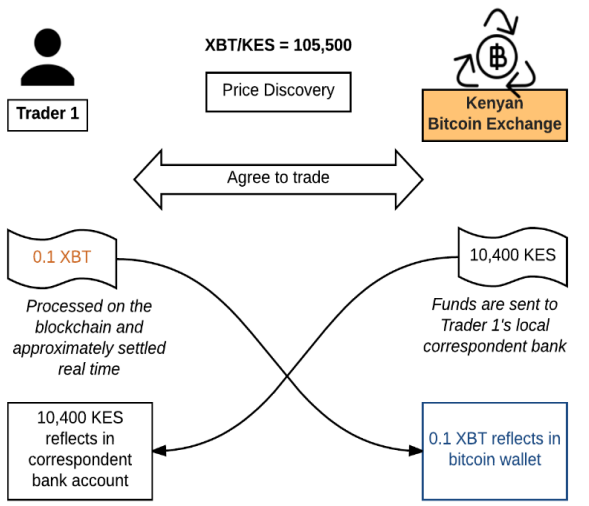 XBT/KES = 105,500
Trader 1
Price Discovery
Kenyan
Bitcoin Exchange
Agree to trade
0.1 XBT
10,400 KES
Processed on the
blockchain and
approximately settled
real time
Funds are sent to
Trader 1's local
correspondent bank
10,400 KES
reflects in
correspondent
bank account
0.1 XBT reflects in
bitcoin wallet